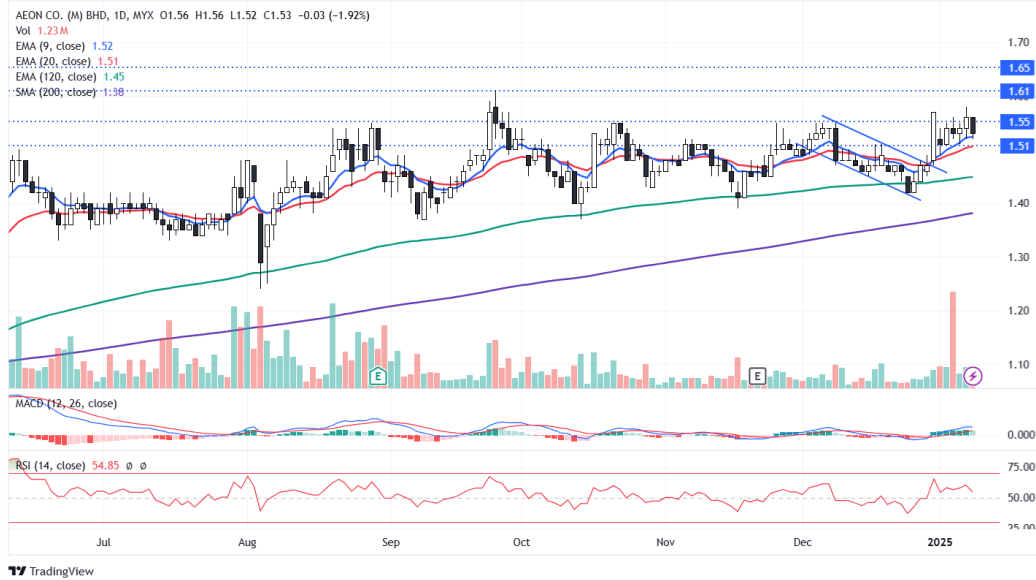 AEON CO. (M) BHD, 1D, MYX O1.56 H1.56 L1.52 C1.53 −0.03 (−1.92%)
Vol 1.23 M
EMA (9, close) 1.52
EMA (20, close) 1.51
EMA (120, close) 1.45
SMA (200, close) 1.38
1.70
1.65
1.61
1.55
1.51
1.40
1.30
1.20
1.10
E
E
MACD (12, 26, close)
0.000
RSI (14, close) 54.85 ø ø
75.00
50.00
25.00
Jul Aug Sep Oct Nov Dec 2025
TradingView